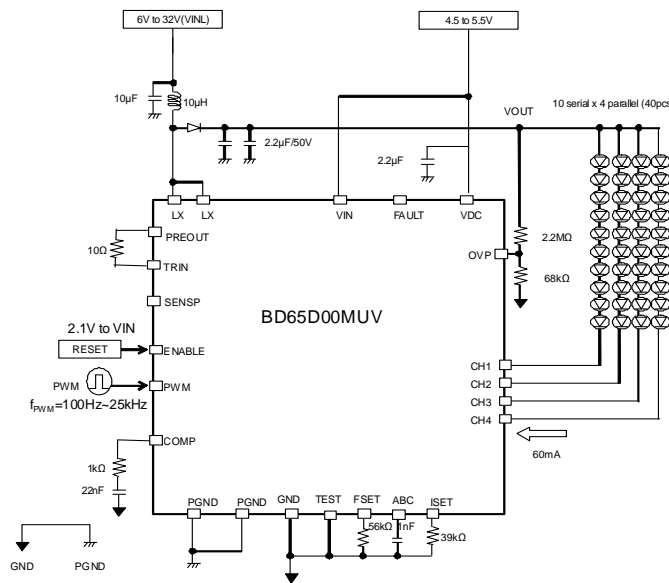 6V to 32V(VINL)
4.5 to 5.5V
10μF
10μH
2.2μF/50V
2.2μF
VOUT
10 serial x 4 parallel (40pcs
LX
LX
VIN
FAULT
VDC
PREOUT
10Ω
TRIN
SENSP
OVP
2.2MΩ
68kΩ
BD65D00MUV
2.1V to VIN
RESET
ENABLE
PWM
PWM
fPWM=100Hz~25kHz
COMP
1kΩ
22nF
CH1
CH2
CH3
CH4
60mA
PGND
PGND
GND
TEST
FSET
ABC
ISET
56kΩ
1nF
39kΩ
GND
PGND